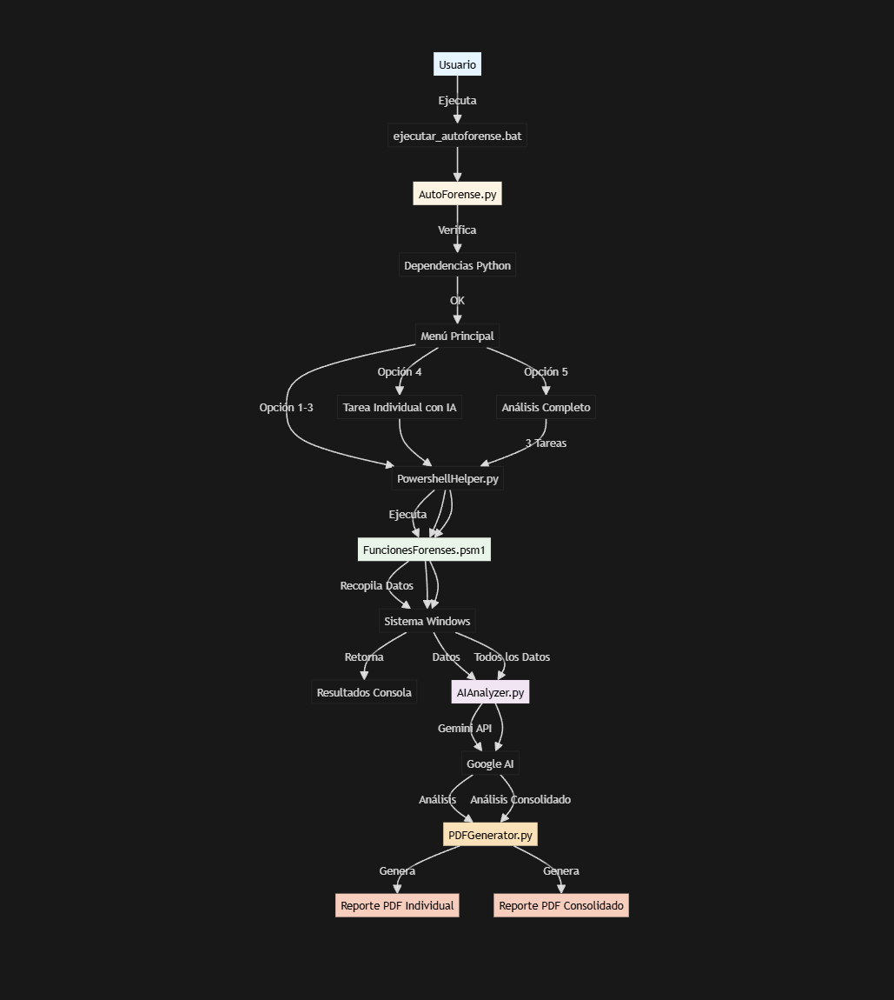 Usuario
Ejecuta
ejecutar_autoforense.bat
AutoForense.py
Verifica
Dependencias Python
OK
Menú Principal
Opción 4
Opción 5
Opción 1-3
Tarea Individual con IA
Análisis Completo
3 Tareas
PowershellHelper.py
Ejecuta
FuncionesForenses.psm1
Recopila Datos
Sistema Windows
Retorna
Datos
Todos los Datos
Resultados Consola
AIAnalyzer.py
Gemini API
Google AI
Análisis
Análisis Consolidado
PDFGenerator.py
Genera
Genera
Reporte PDF Individual
Reporte PDF Consolidado